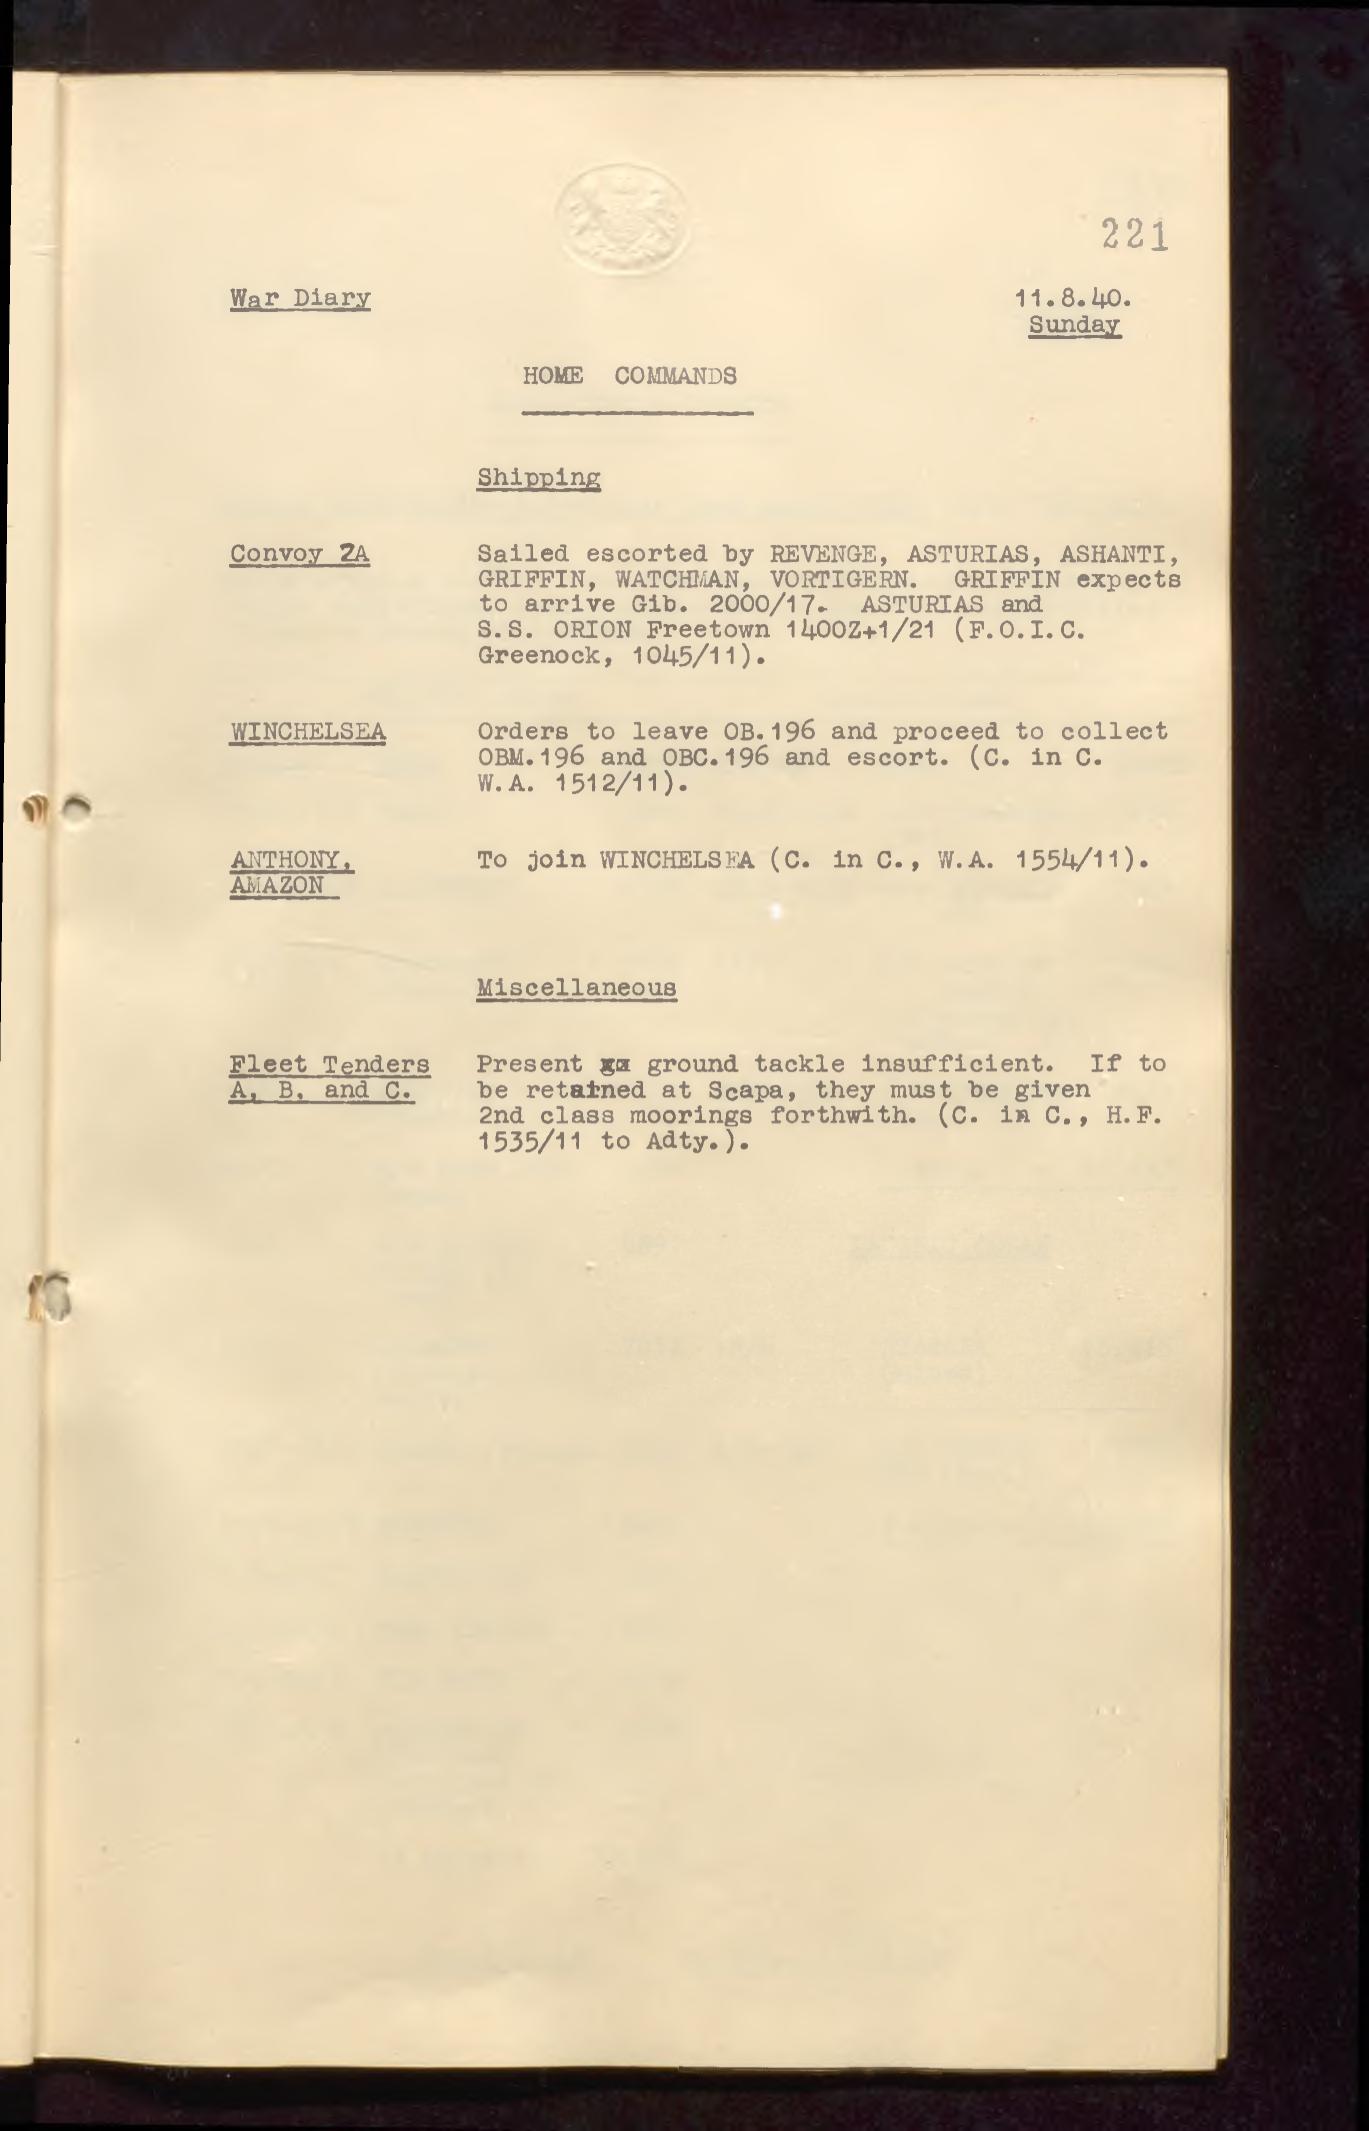 221
War Diary 11.8.40.
Sunday
HOME COMMANDS
Shipping
Convoy 2A Sailed escorted by REVENGE, ASTURIAS, ASHANTI,
GRIFFIN, WATCHMAN, VORTIGERN. GRIFFIN expects
to arrive Gib. 2000/17. ASTURIAS and
S.S. ORION Freetown 1400Z+1/21 (F.O.I.C.
Greenock, 1045/11).
WINCHELSEA Orders to leave OB.196 and proceed to collect
OBM.196 and OBC.196 and escort. (C. in C.
W.A. 1512/11).
ANTHONY, To join WINCHELSEA (C. in C., W.A. 1554/11).
AMAZON
Miscellaneous
Fleet Tenders Present ground tackle insufficient. If to
A, B, and C. be retained at Scapa, they must be given
2nd class moorings forthwith. (C. in C., H.F.
1535/11 to Adty.).